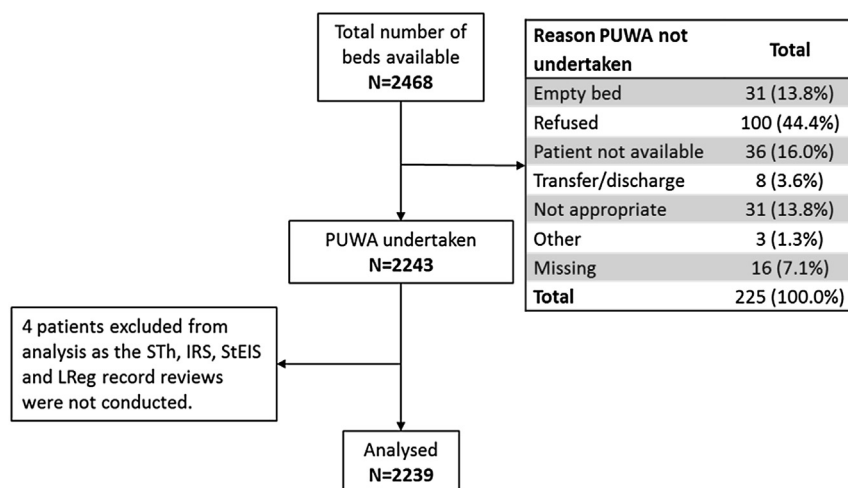 Total number of
beds available
N=2468
Reason PUWA not
undertaken
Total
Empty bed 31 (13.8%)
Refused 100 (44.4%)
Patient not available 36 (16.0%)
Transfer/discharge 8 (3.6%)
Not appropriate 31 (13.8%)
Other 3 (1.3%)
Missing 16 (7.1%)
Total 225 (100.0%)
PUWA undertaken
N=2243
4 patients excluded from
analysis as the STh, IRS, StEIS
and LReg record reviews
were not conducted.
Analysed
N=2239